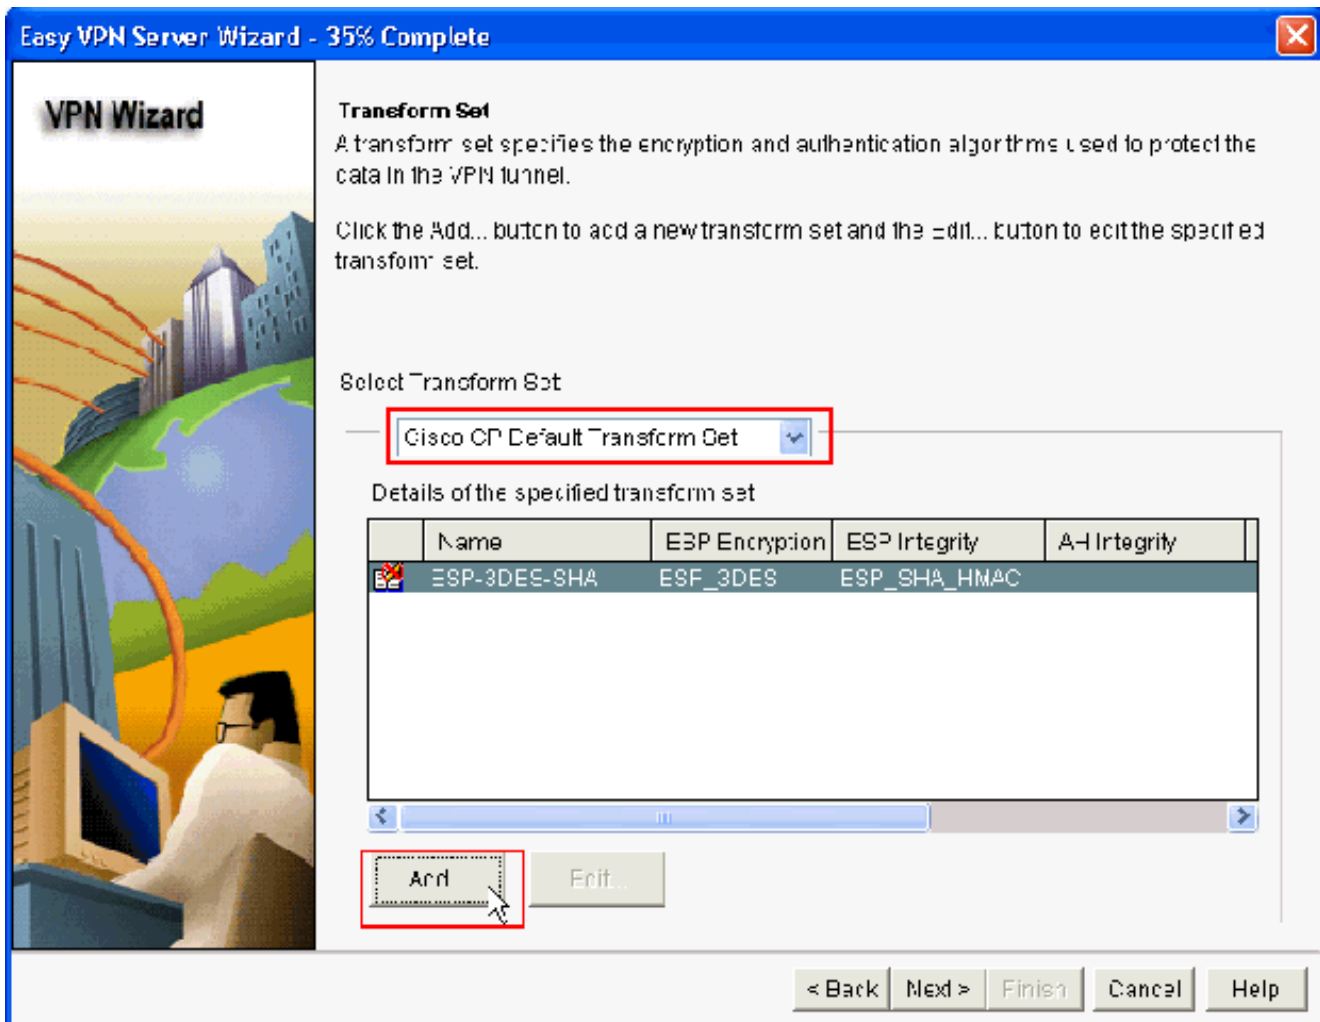 Easy VPN Server Wizard - 35% Complete
VPN Wizard
Transform Set
A transform set specifies the encryption and authentication algorithms used to protect the
data in the VPN tunnel.
Click the Add... button to add a new transform set and the Edit... button to edit the specified
transform set.
Select Transform Set
Cisco CP Default Transform Set
Details of the specified transform set
Name ESP Encryption ESP Integrity AH Integrity
ESP-3DES-SHA ESP_3DES ESP_SHA_HMAC
Add
Edit...
< Back Next > Finish Cancel Help